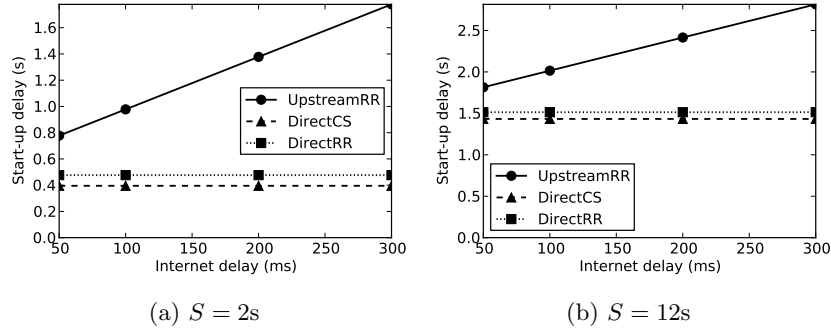 1.6
1.4
1.2
1.0
0.8
0.6
0.4
0.2
0.0
Start-up delay (s)
UpstreamRR
DirectCS
DirectRR
50 100 150 200 250 300
Internet delay (ms)
(a) S = 2s
2.5
2.0
1.5
1.0
0.5
0.0
Start-up delay (s)
UpstreamRR
DirectCS
DirectRR
50 100 150 200 250 300
Internet delay (ms)
(b) S = 12s